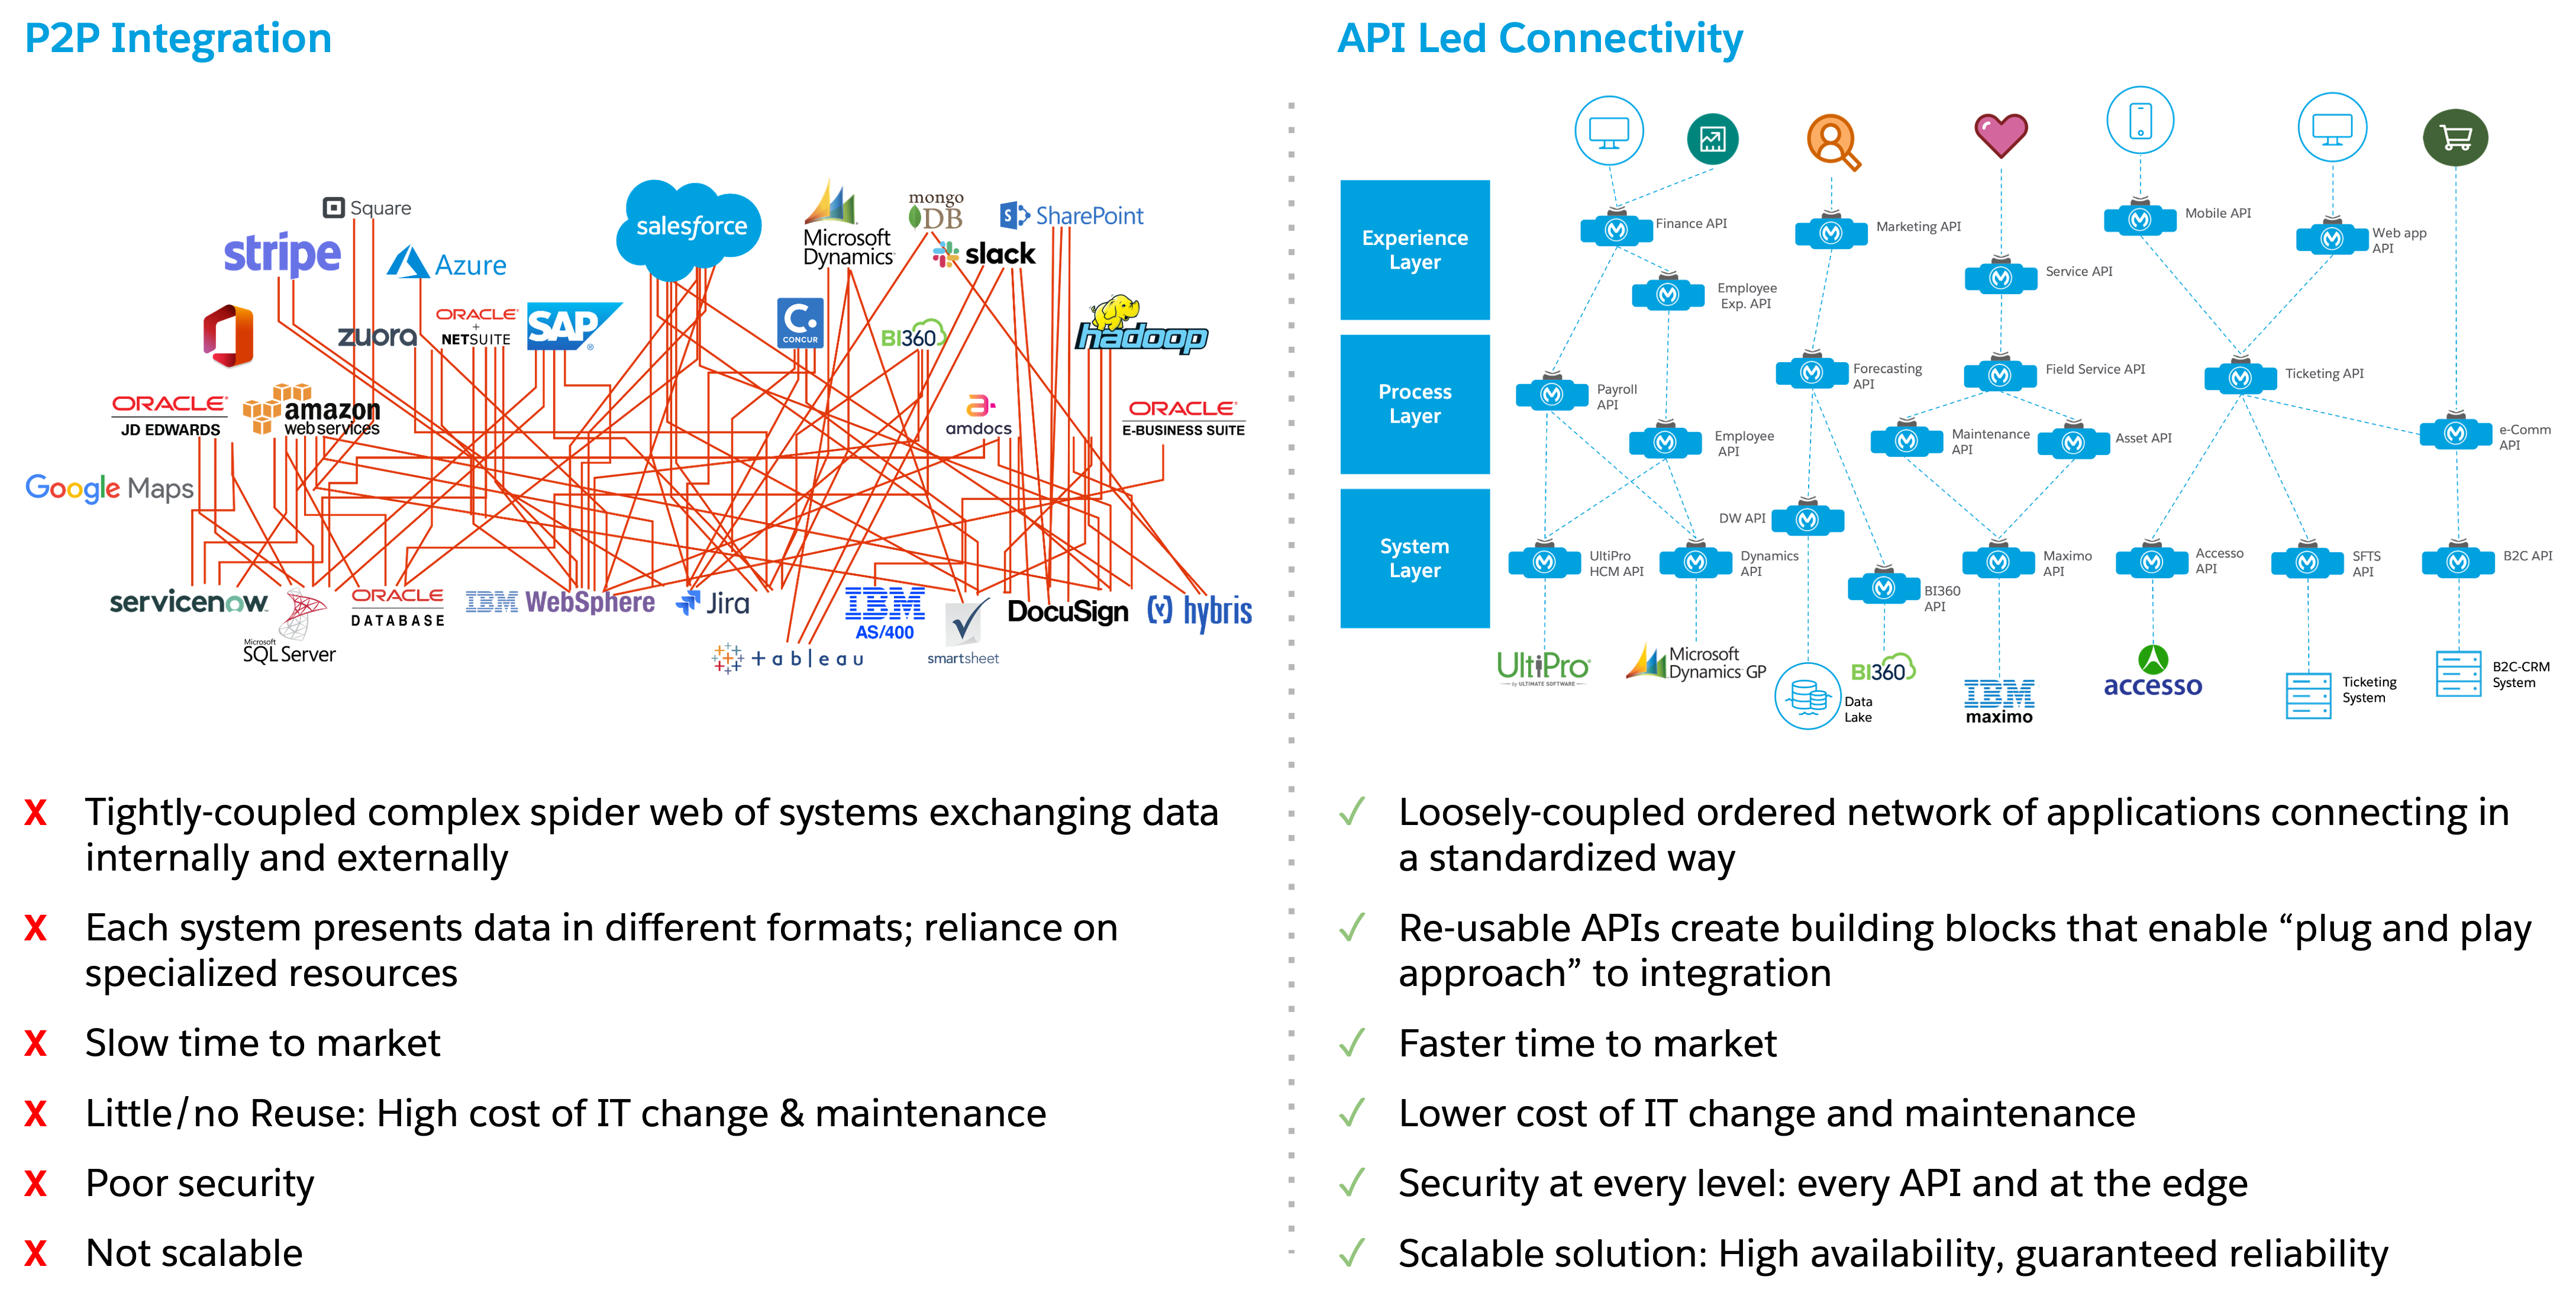 P2P Integration
Square
stripe
Azure
salesforce
Microsoft
Dynamics
mongo
DB
SharePoint
slack
zuora
ORACLE
+
NETSUITE
SAP
C.
CONCUR
BI360
hadoop
ORACLE
JD EDWARDS
amazon
web services
a
amdocs
ORACLE
E-BUSINESS SUITE
Google Maps
servicenow
Microsoft
SQL Server
ORACLE
DATABASE
IBM WebSphere
Jira
+ableau
IBM
AS/400
smartsheet
DocuSign
(y) hybris
X Tightly-coupled complex spider web of systems exchanging data
internally and externally
X Each system presents data in different formats; reliance on
specialized resources
X Slow time to market
X Little/no Reuse: High cost of IT change & maintenance
X Poor security
X Not scalable
API Led Connectivity
Experience
Layer
Finance API
Employee
Exp. API
Marketing API
Service API
Mobile API
Web app
API
Process
Layer
Payroll
API
Employee
API
Forecasting
API
Field Service API
Maintenance
API
Asset API
Ticketing API
e-Comm
API
System
Layer
UltiPro
HCM API
Dynamics
API
DW API
BI360
API
Maximo
API
Accesso
API
SFTS
API
B2C API
UltiPro
by ULTIMATE SOFTWARE
Microsoft
Dynamics GP
Data
Lake
BI360
IBM
maximo
accesso
Ticketing
System
B2C-CRM
System
✓ Loosely-coupled ordered network of applications connecting in
a standardized way
✓ Re-usable APIs create building blocks that enable “plug and play
approach” to integration
✓ Faster time to market
✓ Lower cost of IT change and maintenance
✓ Security at every level: every API and at the edge
✓ Scalable solution: High availability, guaranteed reliability